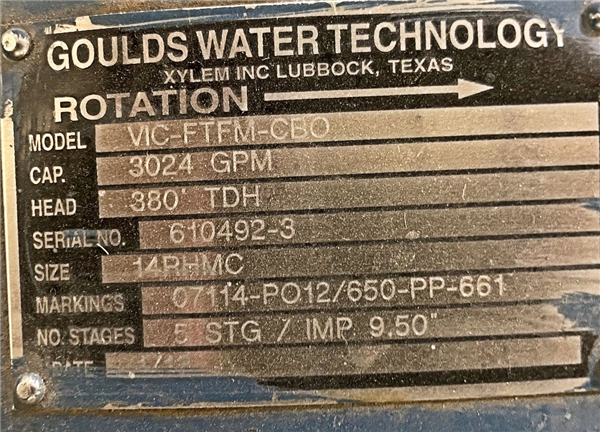 GOULDS WATER TECHNOLOGY
XYLEM INC LUBBOCK, TEXAS
ROTATION
MODEL VIC-FTFM-CBO
CAP. 3024 GPM
HEAD 380' TDH
SERIAL NO. 610492-3
SIZE 14RHMC
MARKINGS 07114-PO12/650-PP-661
NO. STAGES 5 STG / IMP 9.50"
DATE